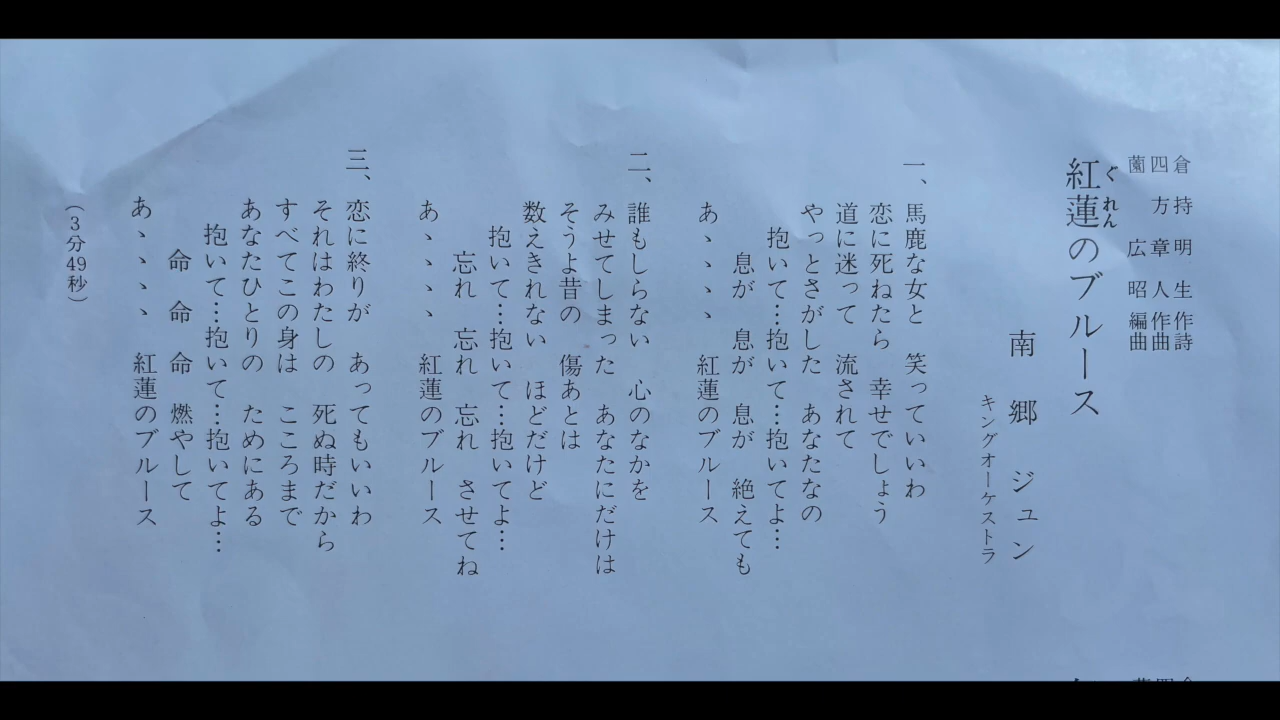 倉持明生 作詩
四方章人 作曲
薗広昭 編曲
紅蓮のブルース
ぐれん
南郷ジュン
キングオーケストラ
一、馬鹿な女と　笑っていいわ
恋に死ねたら　幸せでしょう
道に迷って　流されて
やっとさがした　あなたなの
抱いて…抱いて…抱いてよ…
息が　息が　息が　絶えても
あヽヽヽヽ　紅蓮のブルース
二、誰もしらない　心のなかを
みせてしまった　あなたにだけは
そうよ昔の　傷あとは
数えきれない　ほどだけど
抱いて…抱いて…抱いてよ…
忘れ　忘れ　忘れ　させてね
あヽヽヽヽ　紅蓮のブルース
三、恋に終りが　あってもいいわ
それはわたしの　死ぬ時だから
すべてこの身は　こころまで
あなたひとりの　ためにある
抱いて…抱いて…抱いてよ…
命　命　命　燃やして
あヽヽヽヽ　紅蓮のブルース
（3分49秒）